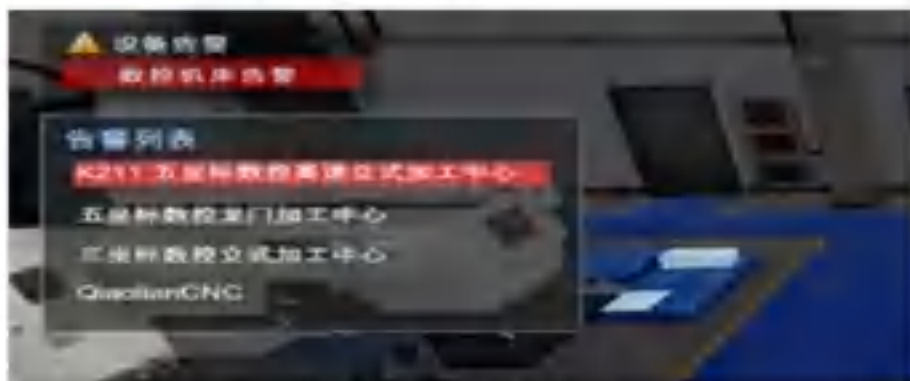 设备告警
数控机床告警
告警列表
K211 五坐标数控高速立式加工中心
五坐标数控龙门加工中心
三坐标数控立式加工中心
QiaolianCNC